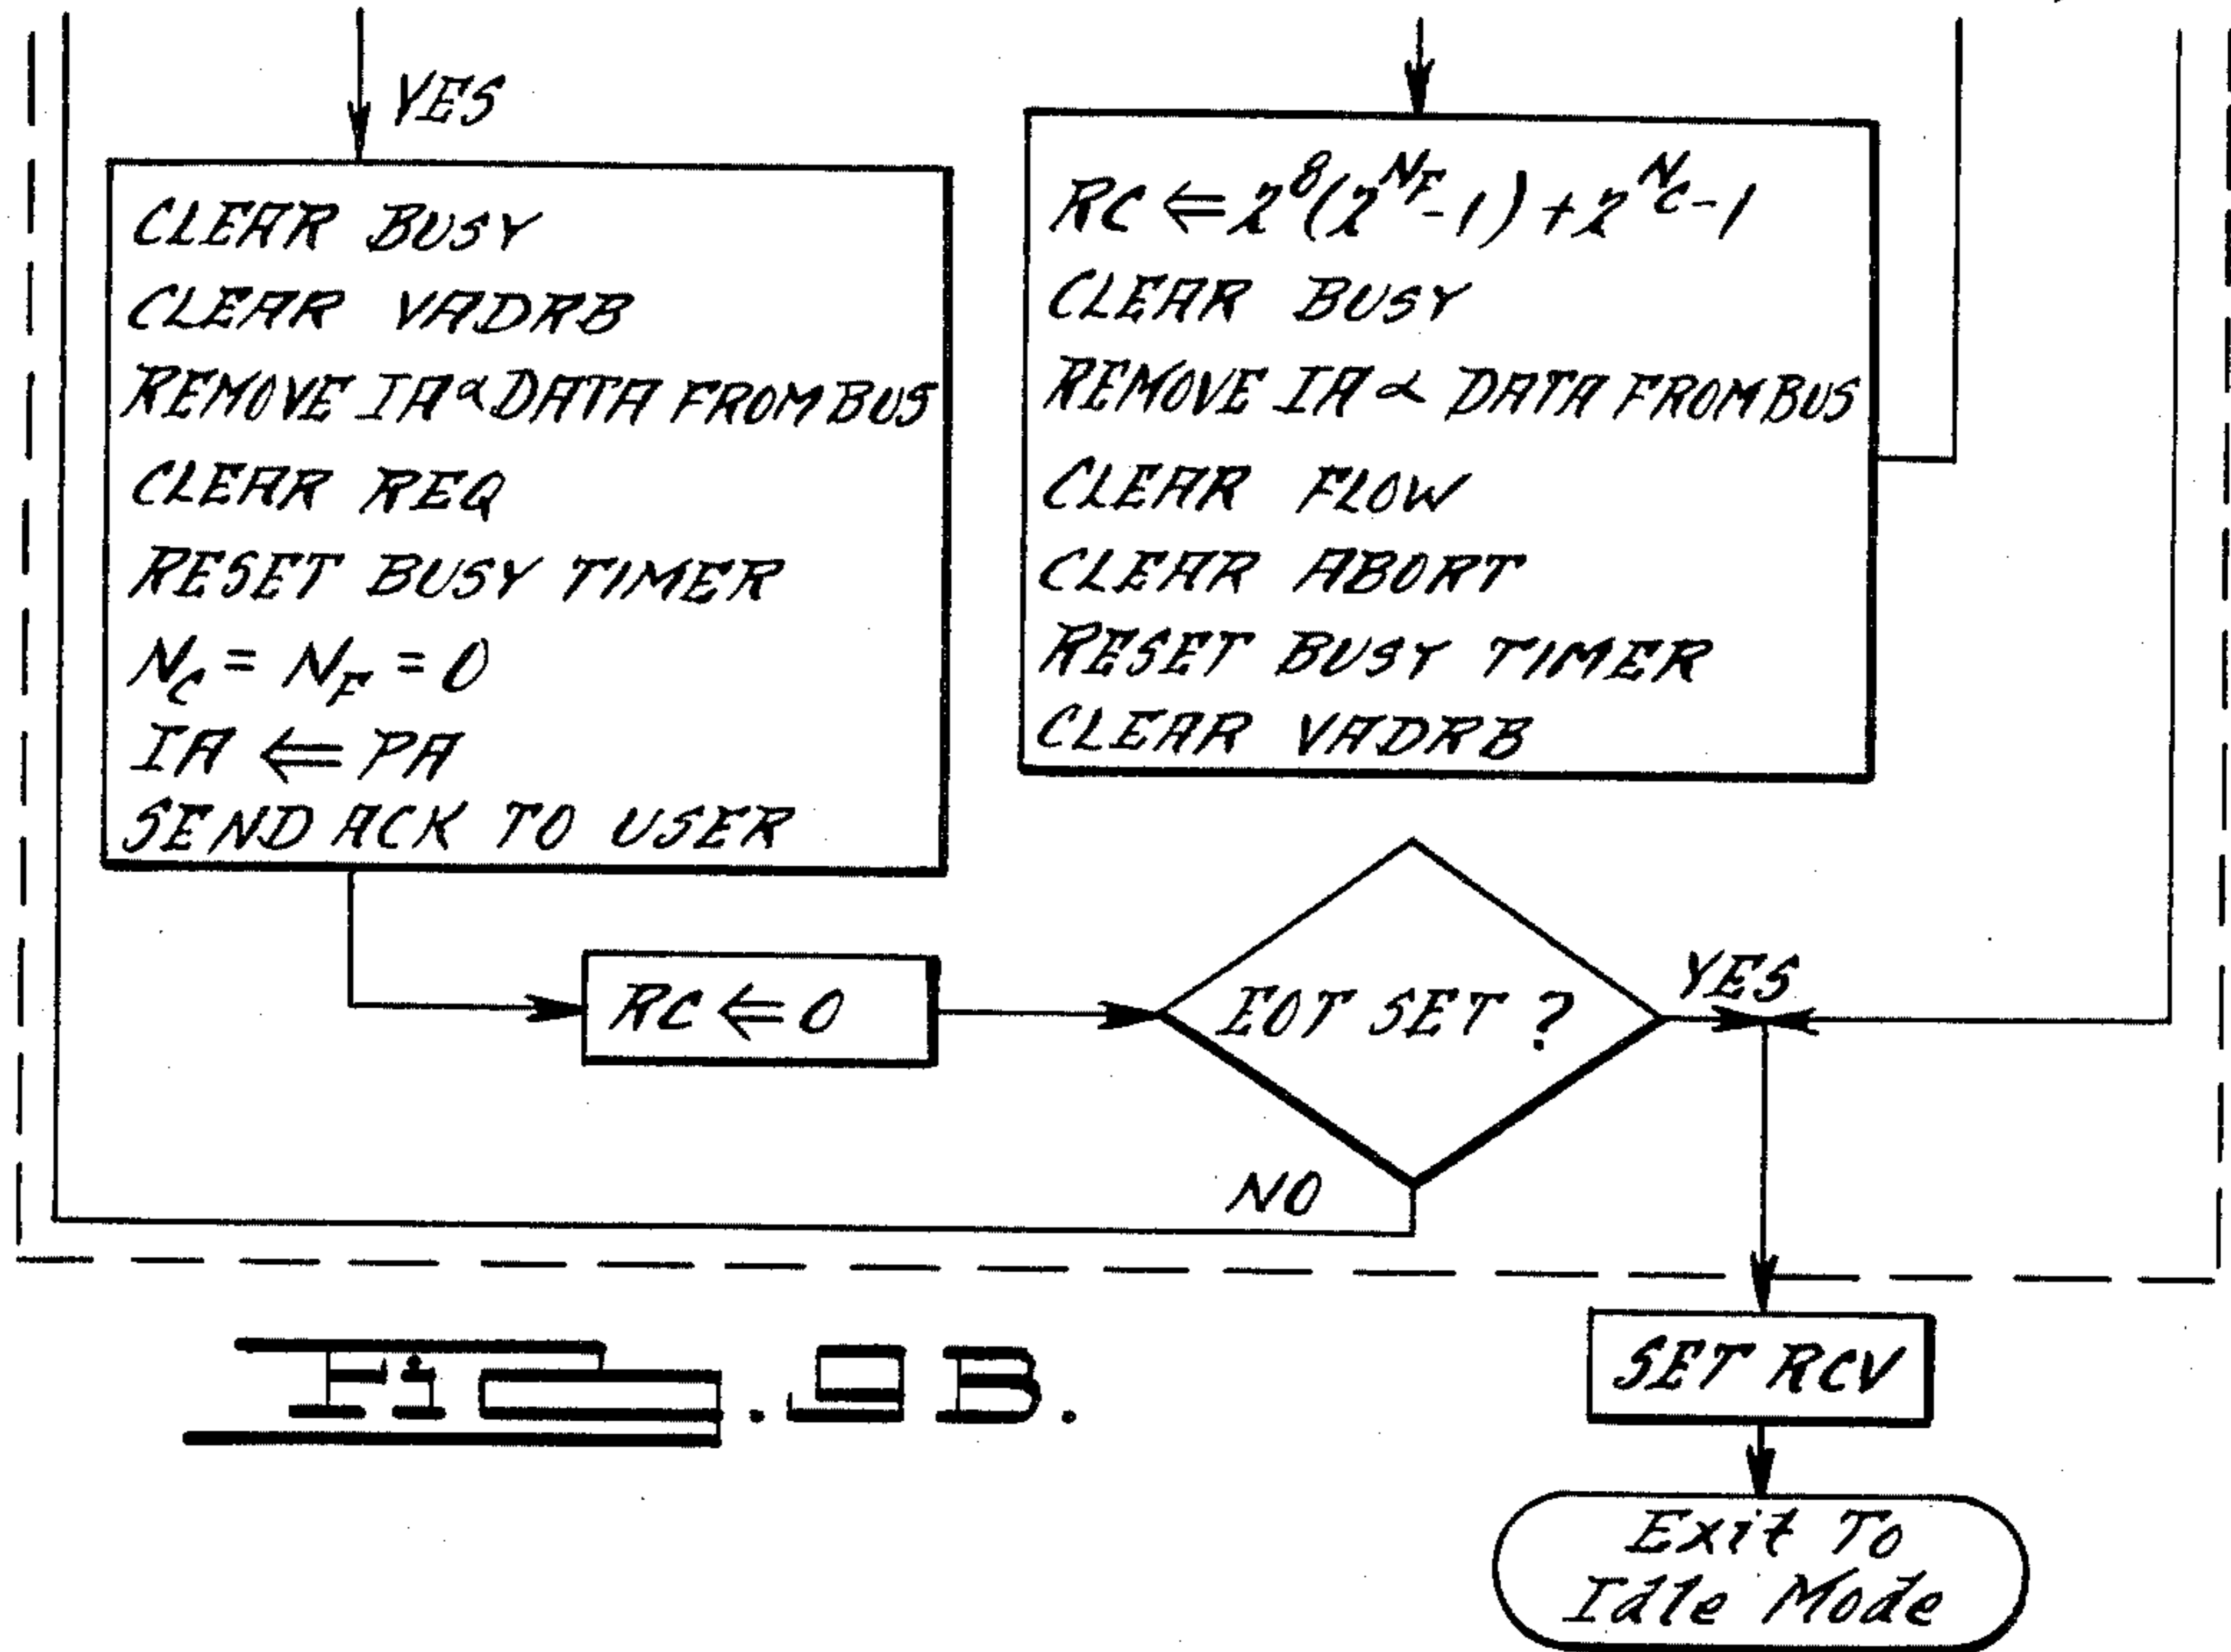 YES
CLEAR BUSY
CLEAR VADRB
REMOVE IA & DATA FROM BUS
CLEAR REQ
RESET BUSY TIMER
N_C = N_F = 0
IA ⇐ PA
SEND ACK TO USER
RC ⇐ 2^8(2^{N_F}-1)+2^{N_C}-1
CLEAR BUSY
REMOVE IA & DATA FROM BUS
CLEAR FLOW
CLEAR ABORT
RESET BUSY TIMER
CLEAR VADRB
RC ⇐ 0
EOT SET ?
YES
NO
SET RCV
Exit To
Idle Mode
FIG. 9B.